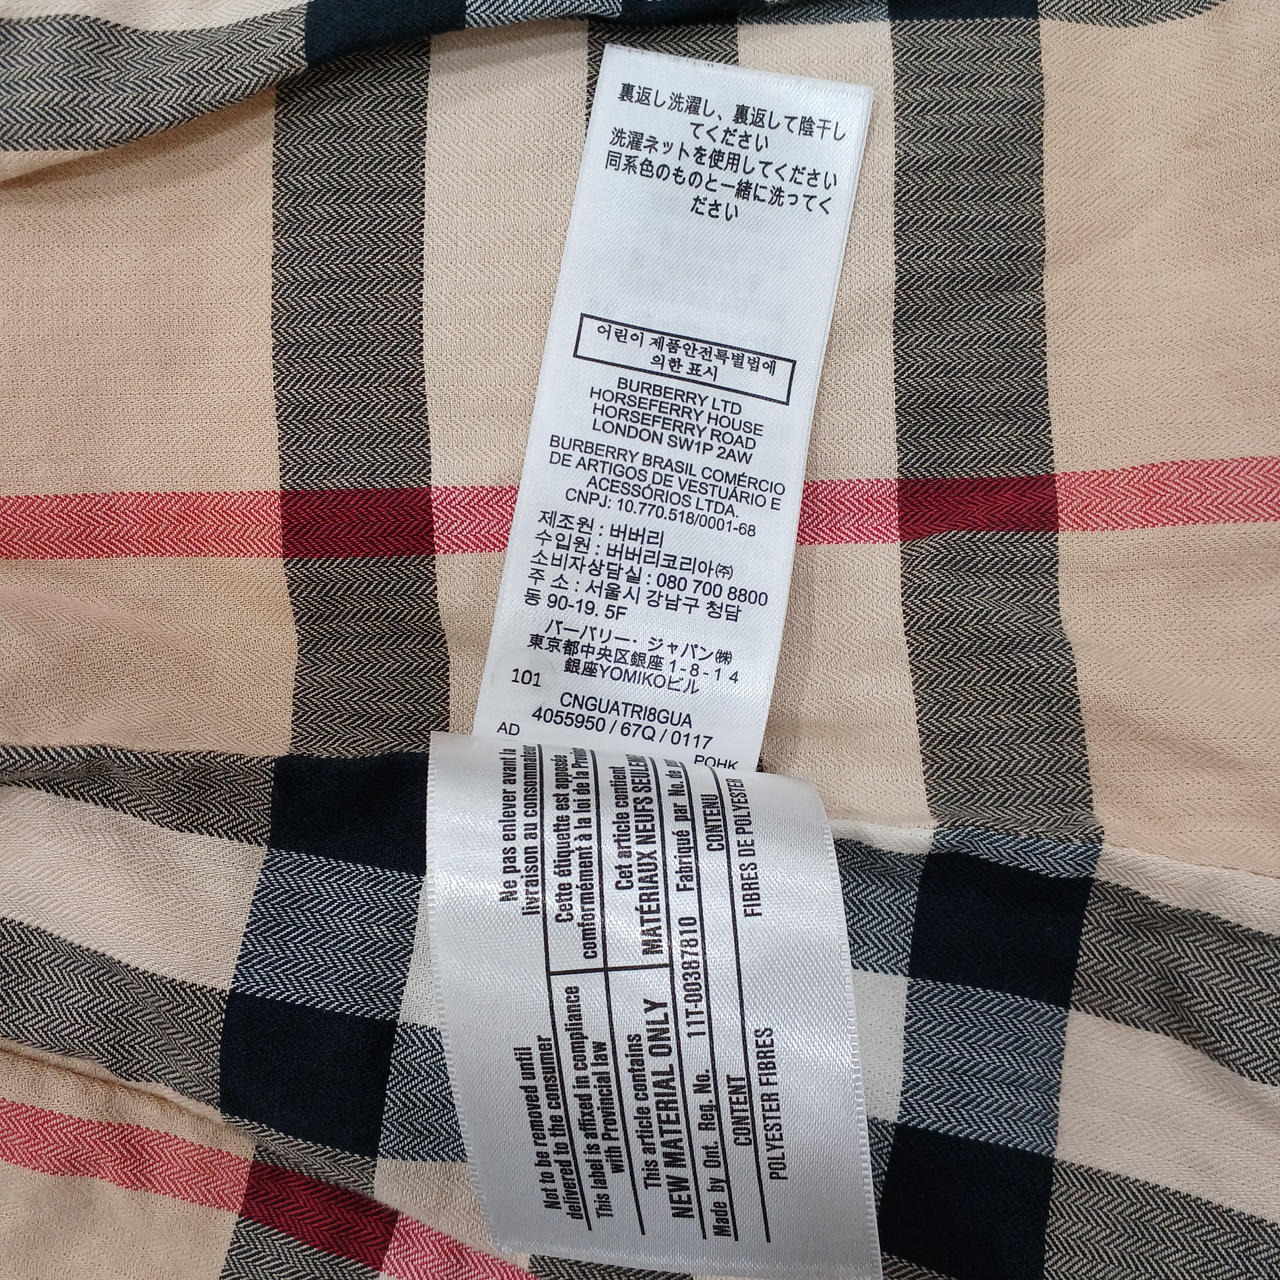 裏返し洗濯し、裏返して陰干し
てください
洗濯ネットを使用してください
同系色のものと一緒に洗ってく
ださい
어린이 제품안전특별법에
의한 표시
BURBERRY LTD
HORSEFERRY HOUSE
HORSEFERRY ROAD
LONDON SW1P 2AW
BURBERRY BRASIL COMÉRCIO
DE ARTIGOS DE VESTUÁRIO E
ACESSÓRIOS LTDA.
CNPJ: 10.770.518/0001-68
제조원 : 버버리
수입원 : 버버리코리아㈜
소비자상담실 : 080 700 8800
주 소 : 서울시 강남구 청담
동 90-19. 5F
バーバリー・ジャパン㈱
東京都中央区銀座1-8-14
銀座YOMIKOビル
101
CNGUATRI8GUA
4055950 / 67Q / 0117
AD
POHK
Ne pas enlever avant la
livraison au consommateur
Cette étiquette est apposée
conformément à la loi de la
Cet article contient
MATÉRIAUX NEUFS
Fabriqué par No. de
CONTENU
FIBRES DE POLYESTER
Not to be removed until
delivered to the consumer
This label is affixed in compliance
with Provincial law
This article contains
NEW MATERIAL ONLY
Made by Ont. Reg. No. 11T-00387810
CONTENT
POLYESTER FIBRES